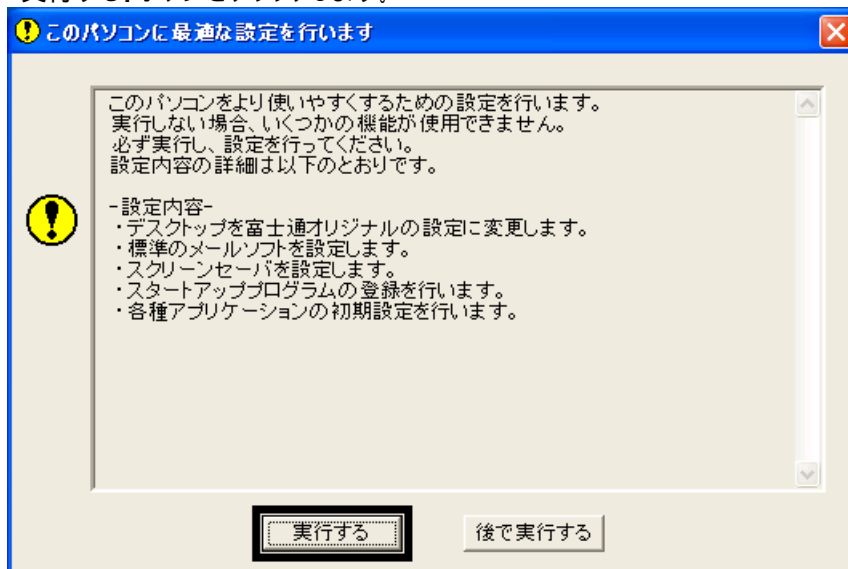 このパソコンに最適な設定を行います
このパソコンをより使いやすくするための設定を行います。
実行しない場合、いくつかの機能が使用できません。
必ず実行し、設定を行ってください。
設定内容の詳細は以下のとおりです。
-設定内容-
・デスクトップを富士通オリジナルの設定に変更します。
・標準のメールソフトを設定します。
・スクリーンセーバを設定します。
・スタートアッププログラムの登録を行います。
・各種アプリケーションの初期設定を行います。
実行する
後で実行する